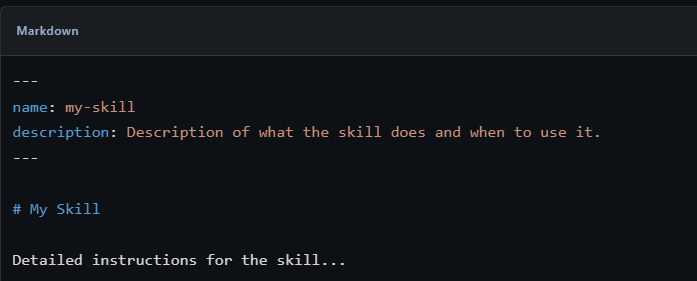 Markdown
---
name: my-skill
description: Description of what the skill does and when to use it.
---
# My Skill
Detailed instructions for the skill...